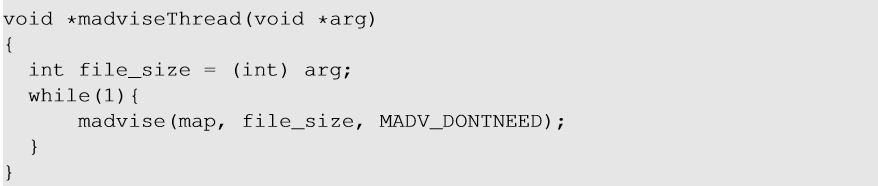 void *madviseThread(void *arg)
{
  int file_size = (int) arg;
  while(1){
      madvise(map, file_size, MADV_DONTNEED);
  }
}